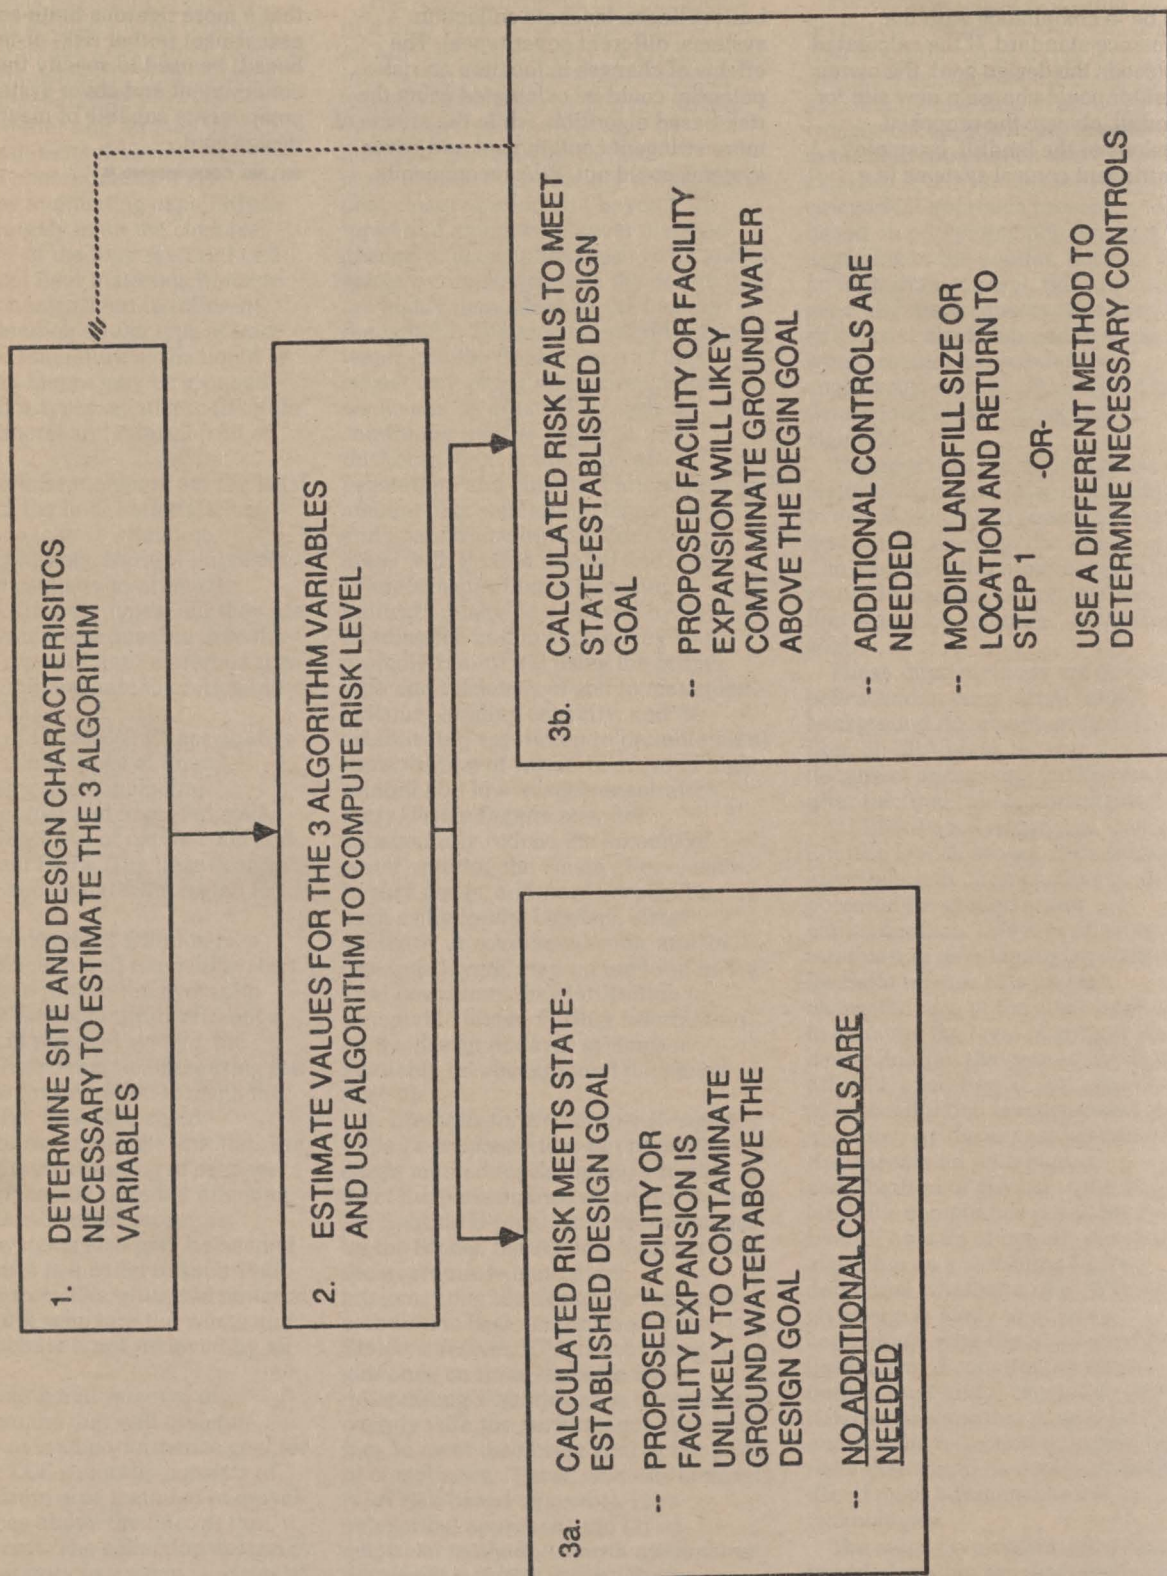 1. DETERMINE SITE AND DESIGN CHARACTERISITCS
NECESSARY TO ESTIMATE THE 3 ALGORITHM
VARIABLES
2. ESTIMATE VALUES FOR THE 3 ALGORITHM VARIABLES
AND USE ALGORITHM TO COMPUTE RISK LEVEL
3a. CALCULATED RISK MEETS STATE-
ESTABLISHED DESIGN GOAL
-- PROPOSED FACILITY OR
FACILITY EXPANSION IS
UNLIKELY TO CONTAMINATE
GROUND WATER ABOVE THE
DESIGN GOAL
-- NO ADDITIONAL CONTROLS ARE
NEEDED
3b. CALCULATED RISK FAILS TO MEET
STATE-ESTABLISHED DESIGN
GOAL
-- PROPOSED FACILITY OR FACILITY
EXPANSION WILL LIKEY
COMTAMINATE GROUND WATER
ABOVE THE DEGIN GOAL
-- ADDITIONAL CONTROLS ARE
NEEDED
-- MODIFY LANDFILL SIZE OR
LOCATION AND RETURN TO
STEP 1
-OR-
USE A DIFFERENT METHOD TO
DETERMINE NECESSARY CONTROLS